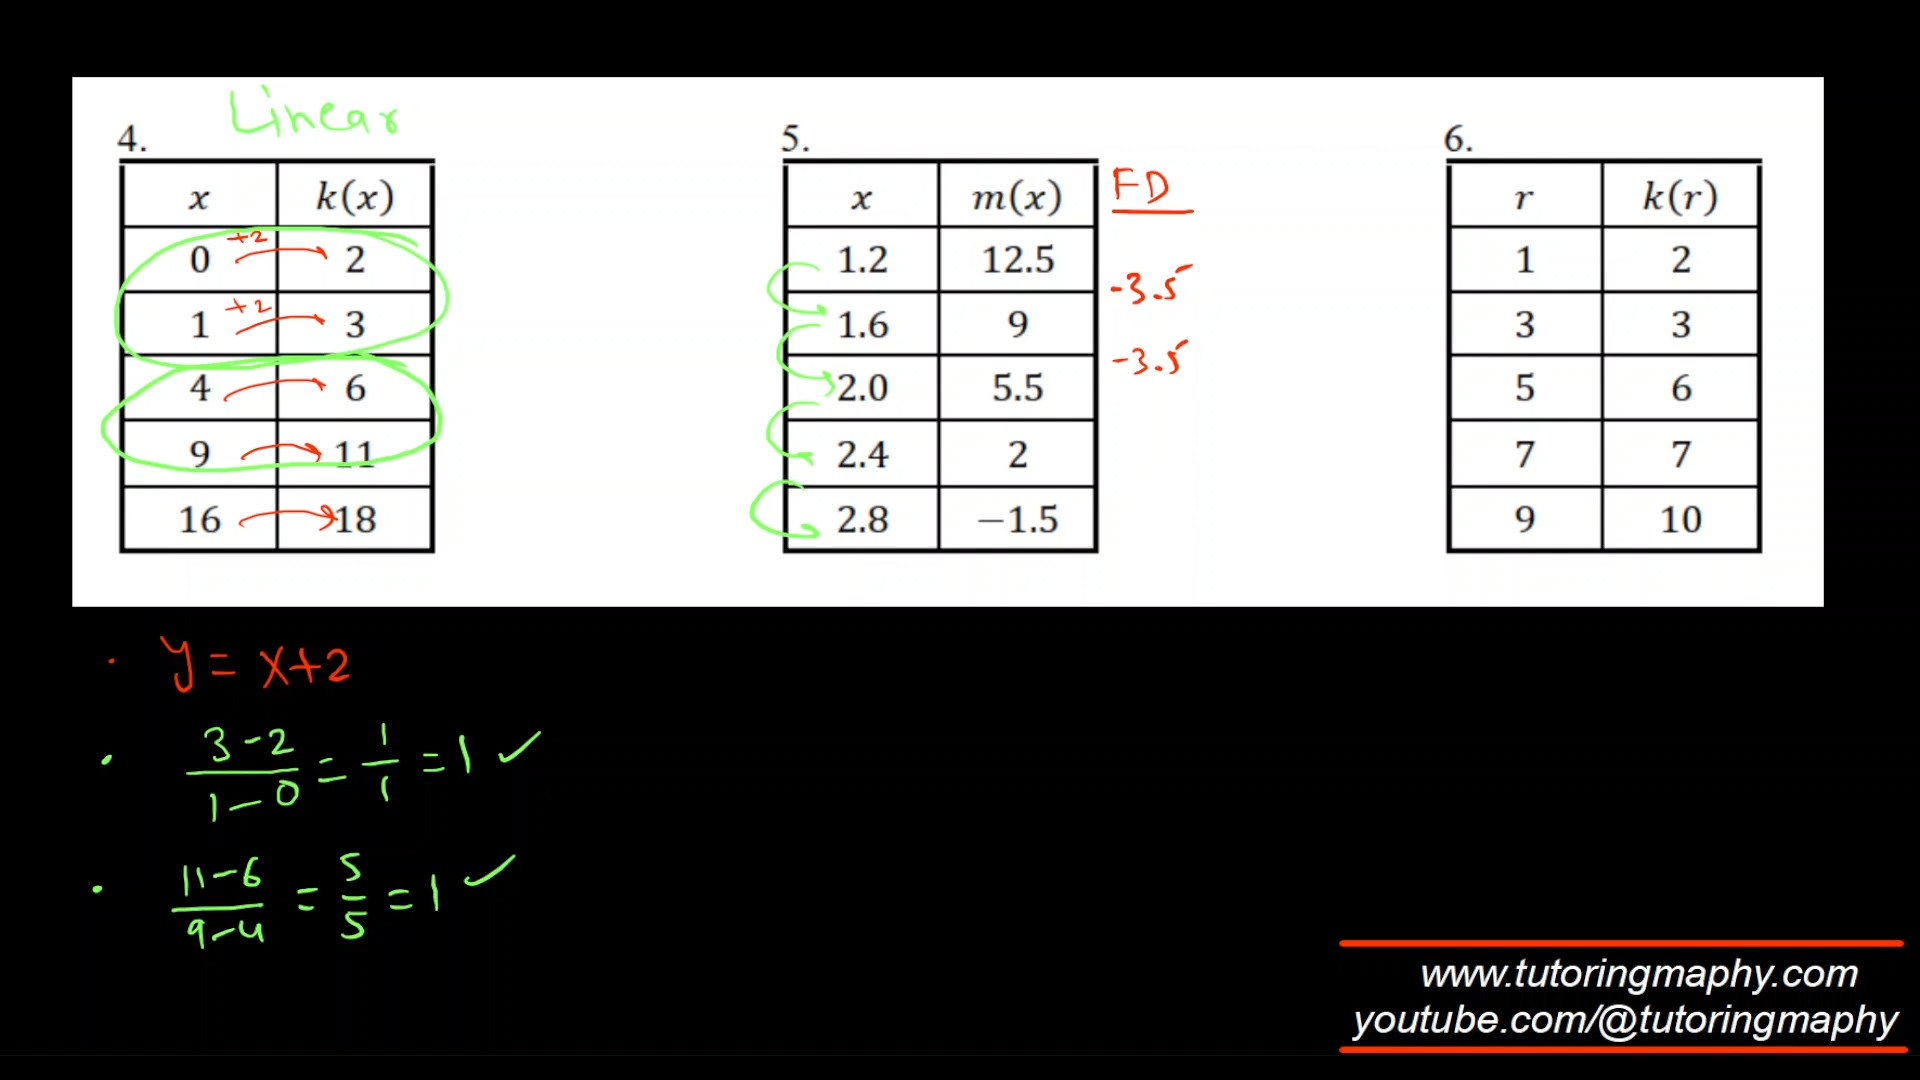 Linear
4.
x k(x)
0 +2 2
1 +2 3
4 6
9 11
16 18
5.
x m(x) FD
1.2 12.5
-3.5
1.6 9
-3.5
2.0 5.5
2.4 2
2.8 −1.5
6.
r k(r)
1 2
3 3
5 6
7 7
9 10
· y = x+2
· 3-2/1-0 = 1/1 = 1 ✓
· 11-6/9-4 = 5/5 = 1 ✓
www.tutoringmaphy.com
youtube.com/@tutoringmaphy